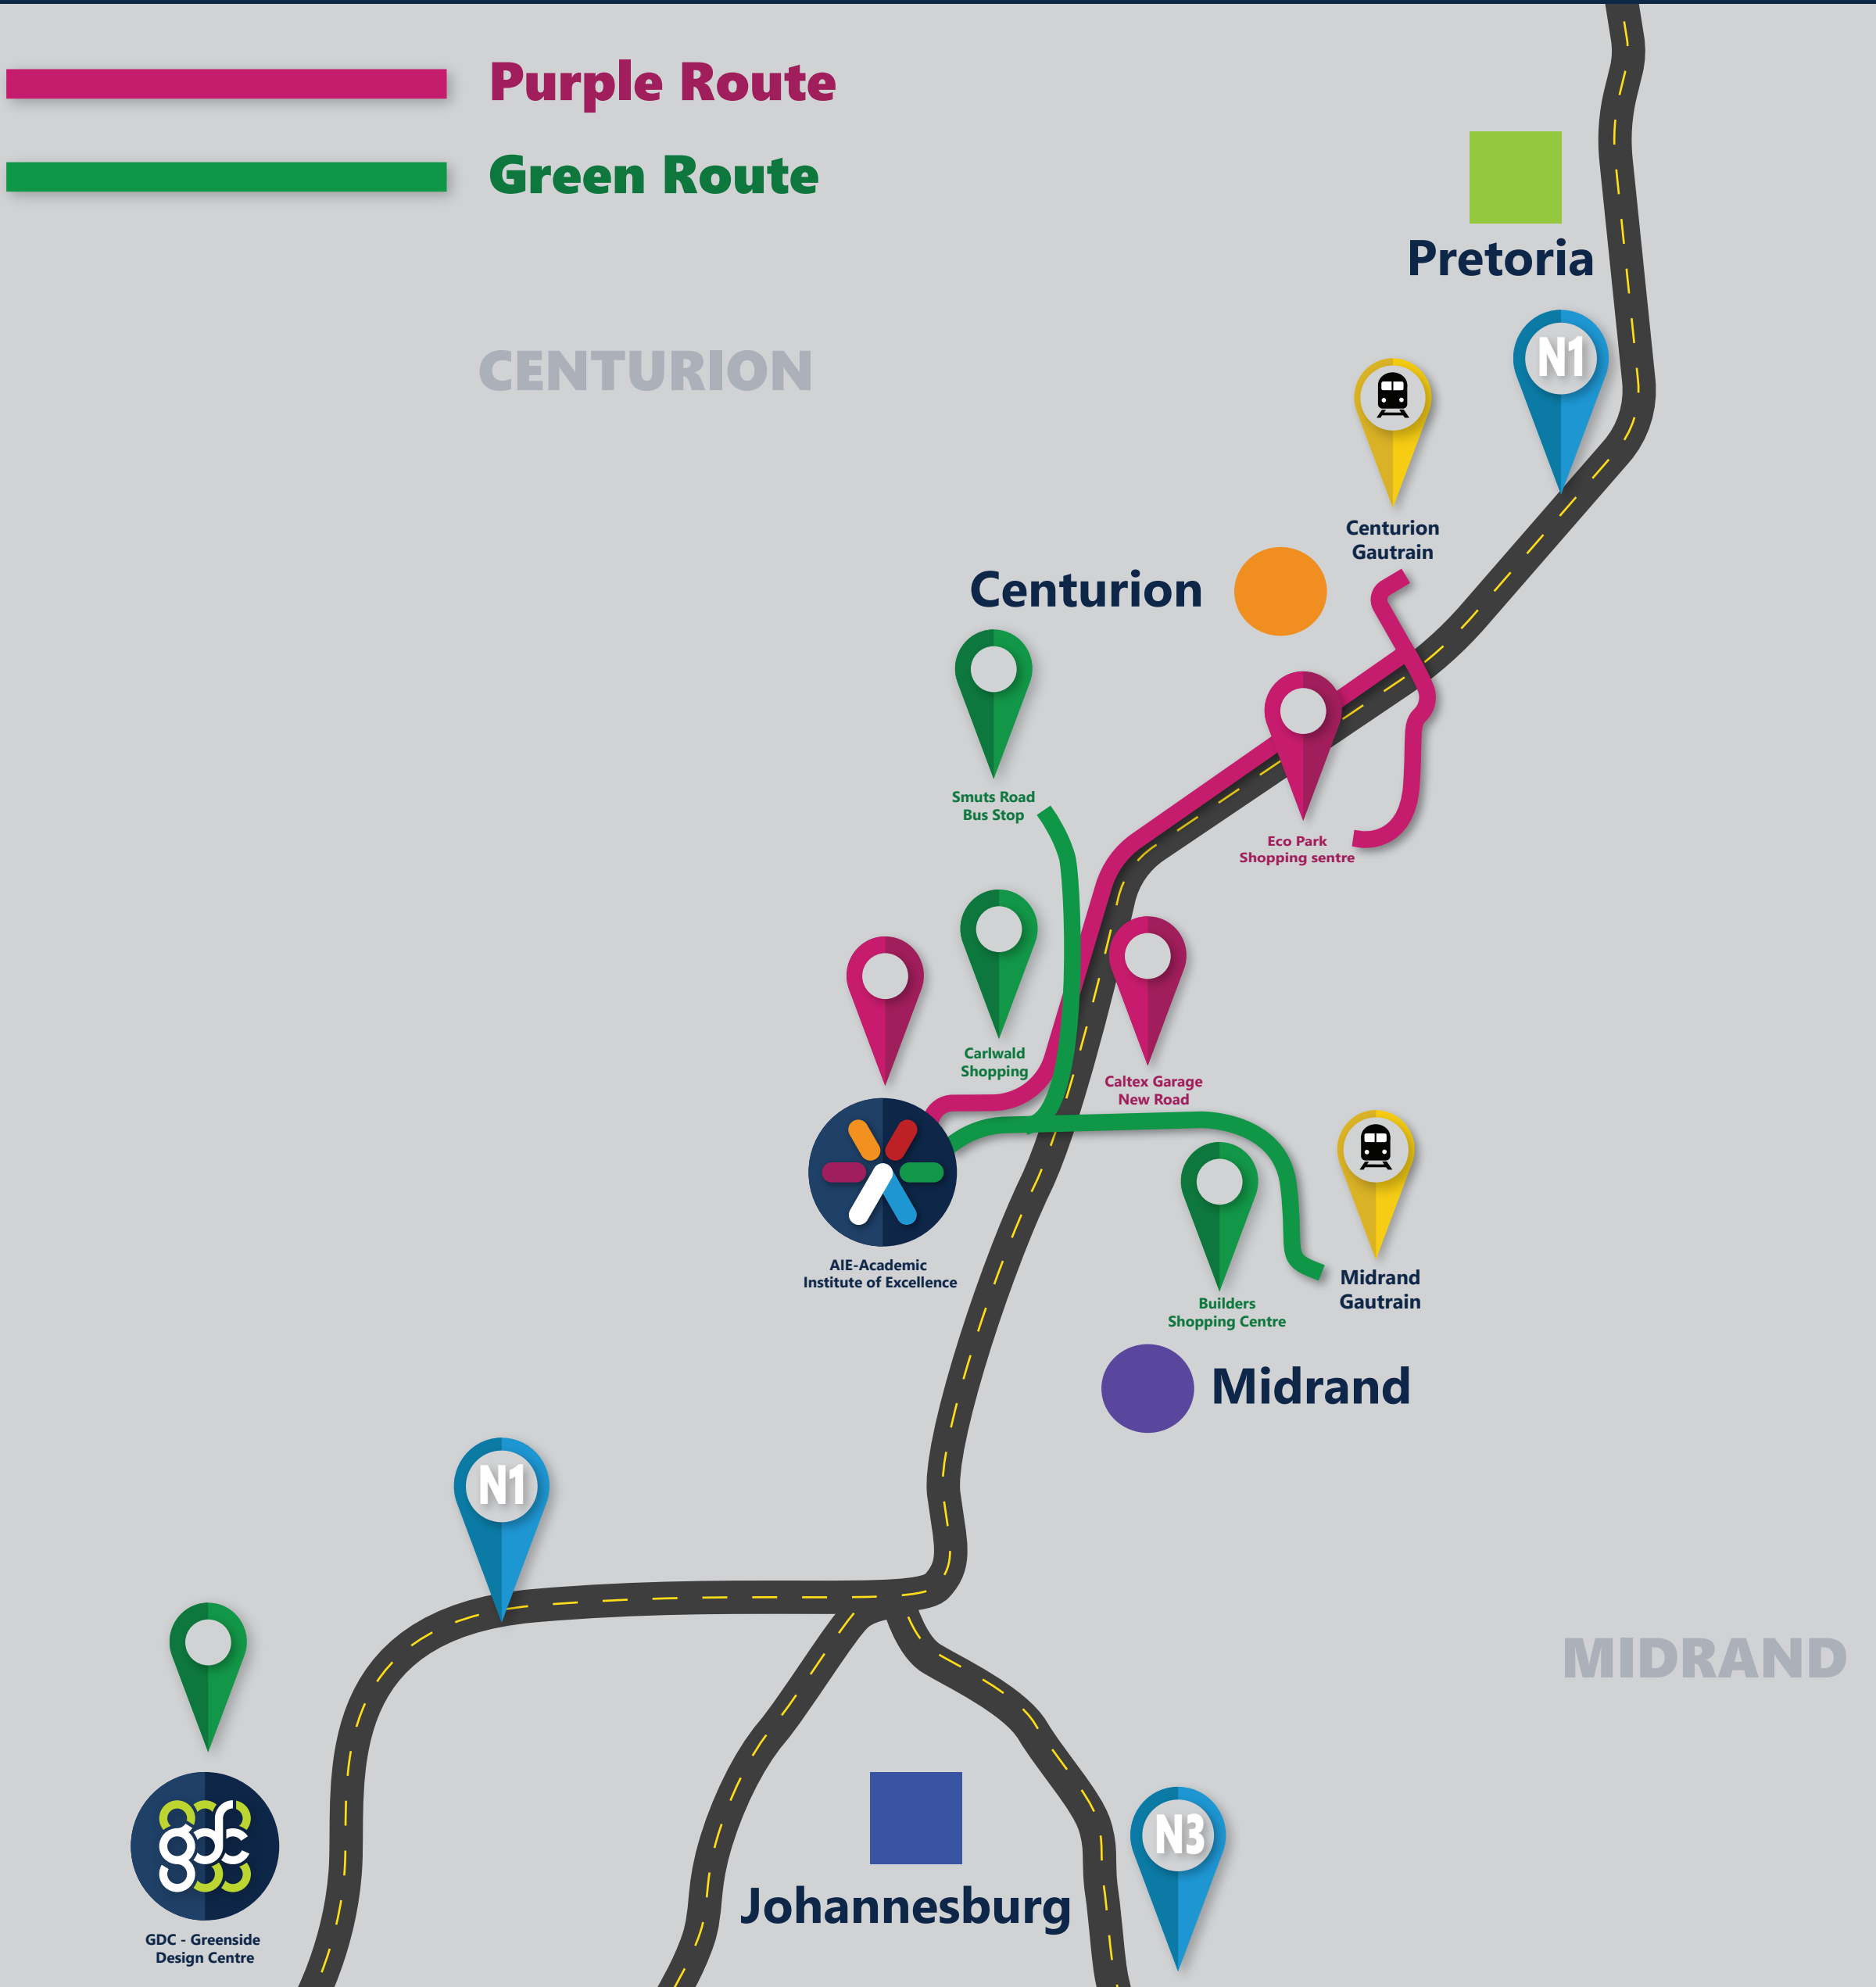 Purple Route
Green Route
Pretoria
CENTURION
N1
Centurion
Gautrain
Centurion
Smuts Road
Bus Stop
Eco Park
Shopping sentre
Carlwald
Shopping
Caltex Garage
New Road
AIE-Academic
Institute of Excellence
Midrand
Gautrain
Builders
Shopping Centre
Midrand
N1
MIDRAND
gdc
N3
Johannesburg
GDC - Greenside
Design Centre